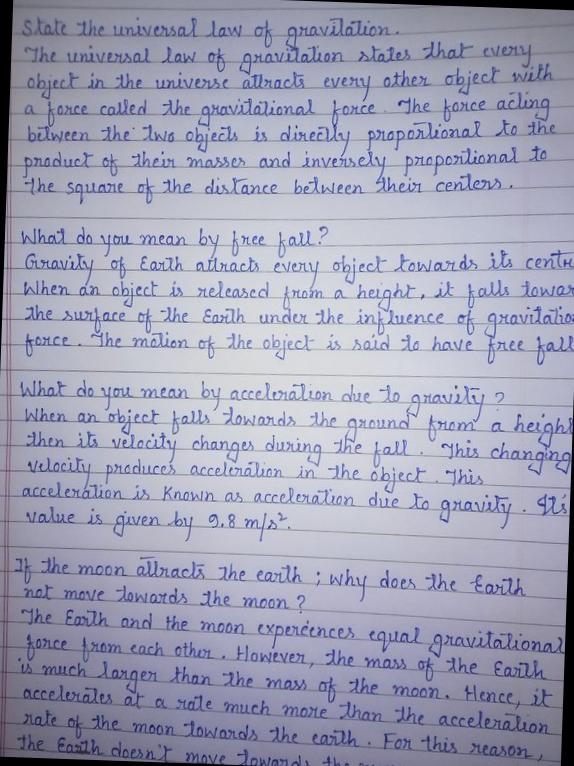 State the universal law of gravitation.
The universal law of gravitation states that every
object in the universe attracts every other object with
a force called the gravitational force. The force acting
between the two objects is directly proportional to the
product of their masses and inversely proportional to
the square of the distance between their centers.
What do you mean by free fall?
Gravity of Earth attracts every object towards its centre
When an object is released from a height, it falls towar
the surface of the Earth under the influence of gravitatio
force. The motion of the object is said to have free fall
What do you mean by acceleration due to gravity?
When an object falls towards the ground from a height
then its velocity changes during the fall. This changing
velocity produces acceleration in the object. This
acceleration is Known as acceleration due to gravity. Its
value is given by 9.8 m/s².
If the moon attracts the earth; why does the Earth
not move towards the moon?
The Earth and the moon expercences equal gravitational
force from each other. However, the mass of the Earth
is much larger than the mass of the moon. Hence, it
accelerates at a rate much more than the acceleration
rate of the moon towards the earth. For this reason,
the Earth doesn't move towards the